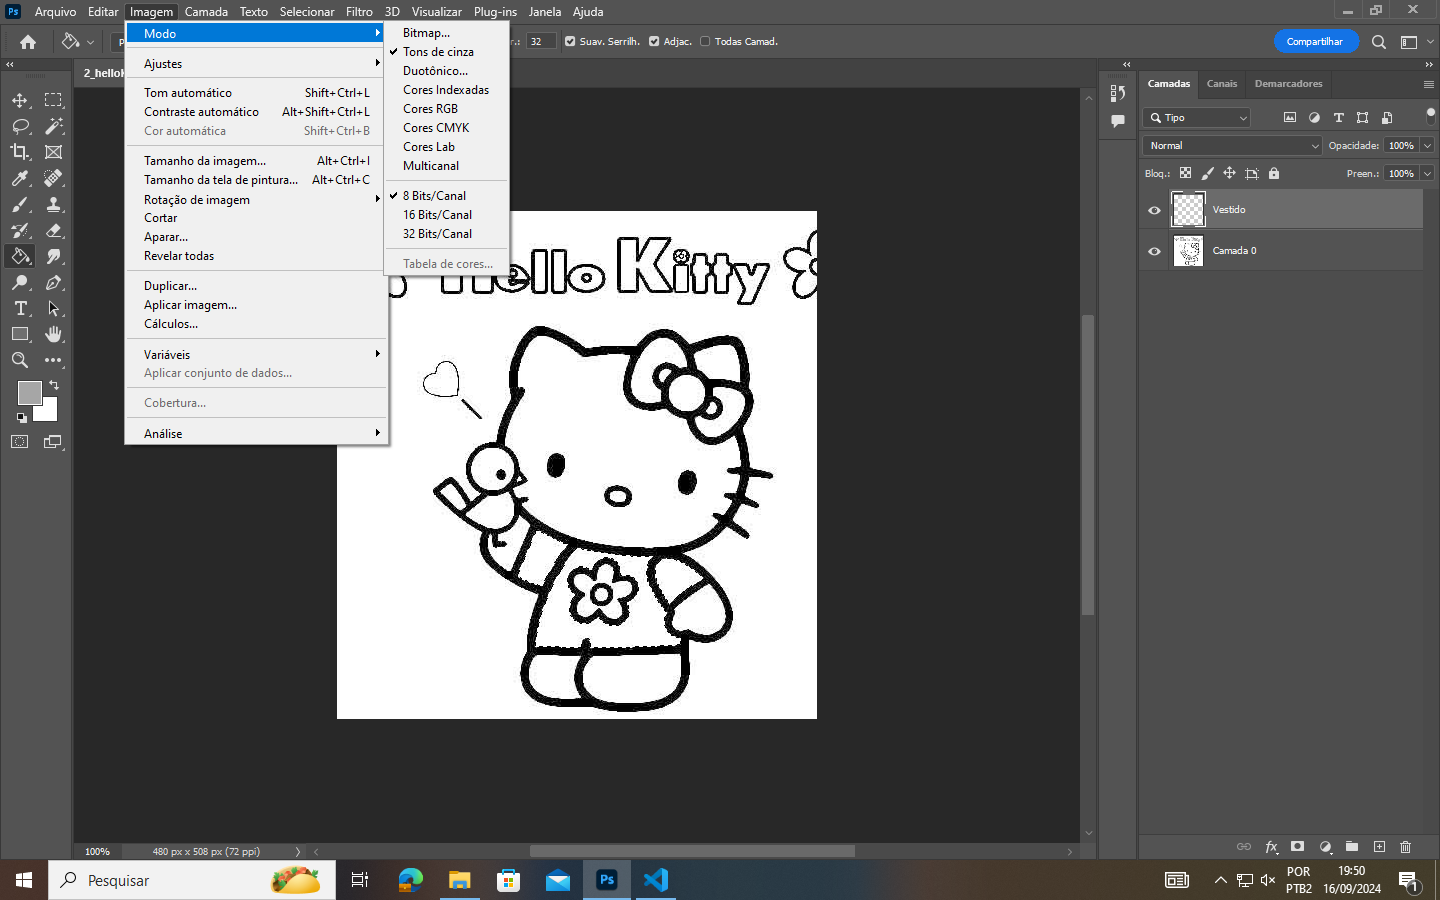 Ps Arquivo Editar Imagem Camada Texto Selecionar Filtro 3D Visualizar Plug-ins Janela Ajuda
32 Suav. Serrilh. Adjac. Todas Camad. Compartilhar
Modo
Ajustes
Tom automático Shift+Ctrl+L
Contraste automático Alt+Shift+Ctrl+L
Cor automática Shift+Ctrl+B
Tamanho da imagem... Alt+Ctrl+I
Tamanho da tela de pintura... Alt+Ctrl+C
Rotação de imagem
Cortar
Aparar...
Revelar todas
Duplicar...
Aplicar imagem...
Cálculos...
Variáveis
Aplicar conjunto de dados...
Cobertura...
Análise
Bitmap...
Tons de cinza
Duotônico...
Cores Indexadas
Cores RGB
Cores CMYK
Cores Lab
Multicanal
8 Bits/Canal
16 Bits/Canal
32 Bits/Canal
Tabela de cores...
Hello Kitty
Camadas Canais Demarcadores
Tipo
Normal Opacidade: 100%
Bloq.: Preen.: 100%
Vestido
Camada 0
100% 480 px x 508 px (72 ppi)
Pesquisar
Ps
POR
PTB2
19:50
16/09/2024
1